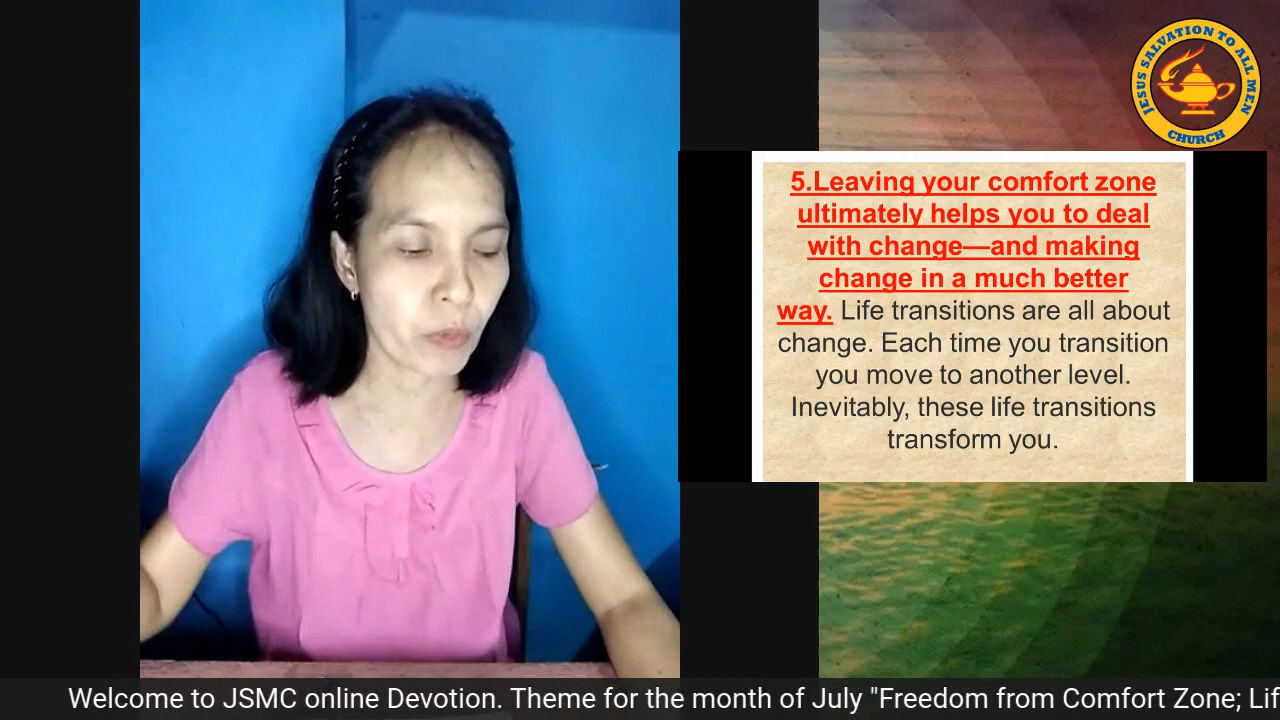 JESUS SALVATION TO ALL MEN
CHURCH
5.Leaving your comfort zone
ultimately helps you to deal
with change—and making
change in a much better
way. Life transitions are all about
change. Each time you transition
you move to another level.
Inevitably, these life transitions
transform you.
Welcome to JSMC online Devotion. Theme for the month of July "Freedom from Comfort Zone; Lif